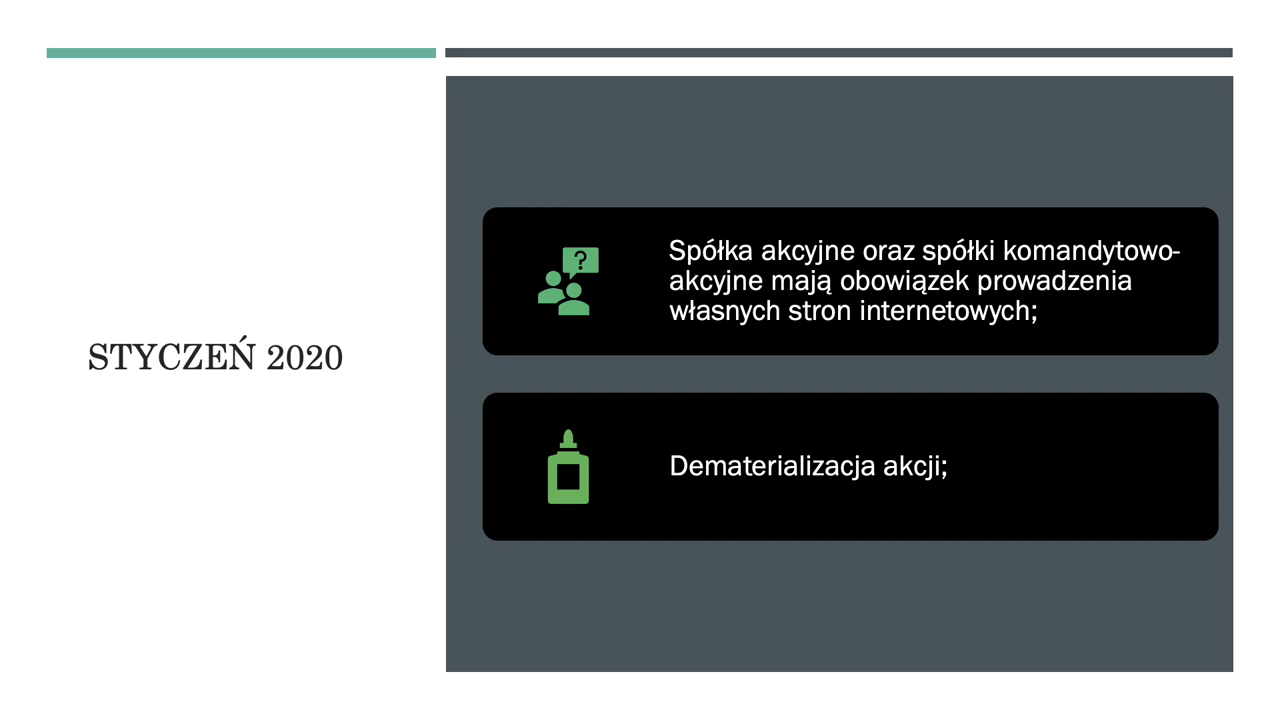 STYCZEŃ 2020
?
Spółka akcyjne oraz spółki komandytowo-
akcyjne mają obowiązek prowadzenia
własnych stron internetowych;
Dematerializacja akcji;